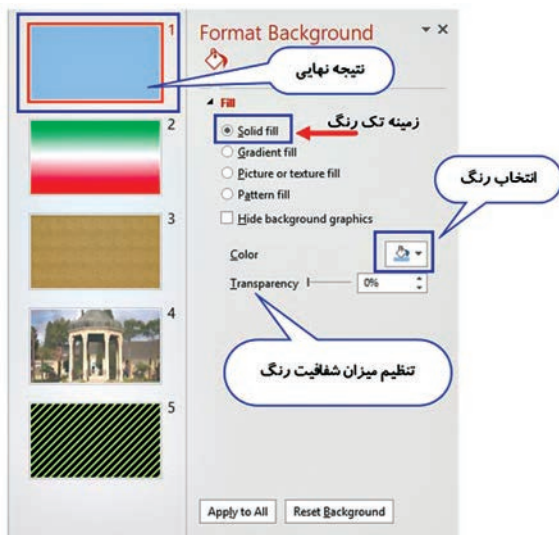 1
2
3
4
5
Format Background
نتیجه نهایی
Fill
Solid fill
زمینه تک رنگ
Gradient fill
Picture or texture fill
Pattern fill
Hide background graphics
انتخاب رنگ
Color
Transparency
0%
تنظیم میزان شفافیت رنگ
Apply to All
Reset Background